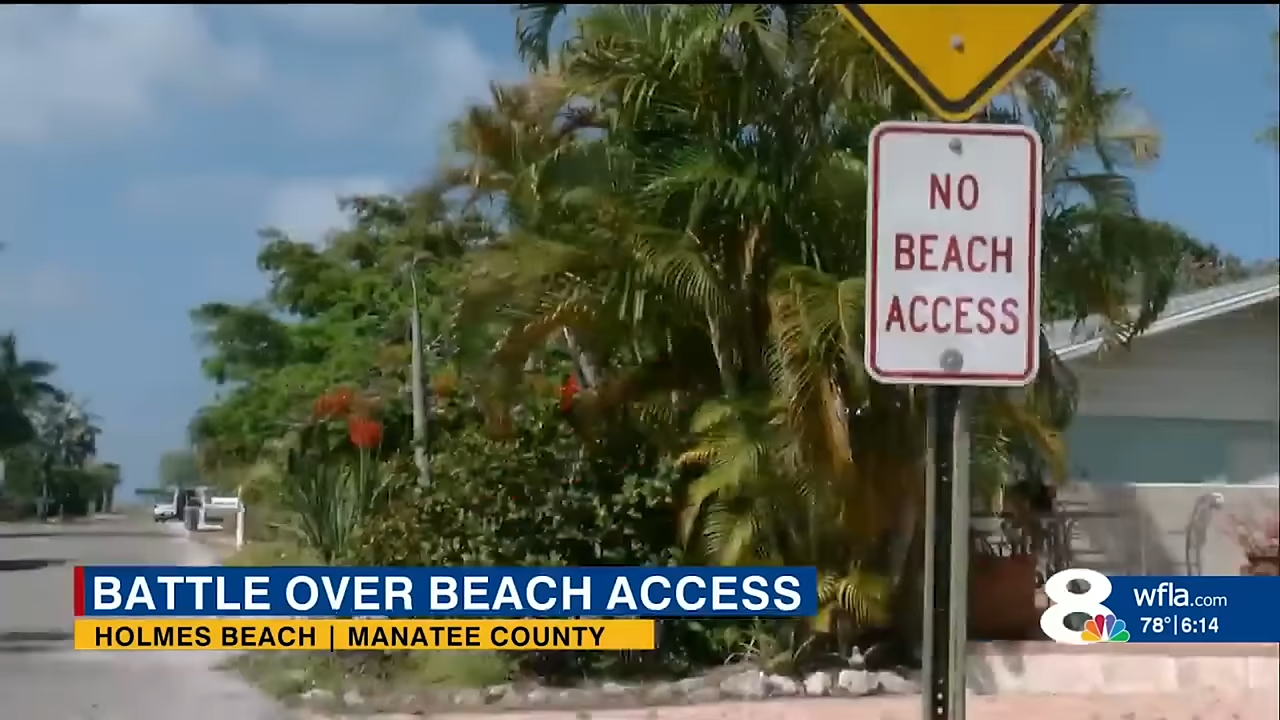 NO
BEACH
ACCESS
BATTLE OVER BEACH ACCESS
HOLMES BEACH | MANATEE COUNTY
8
wfla.com
78° | 6:14